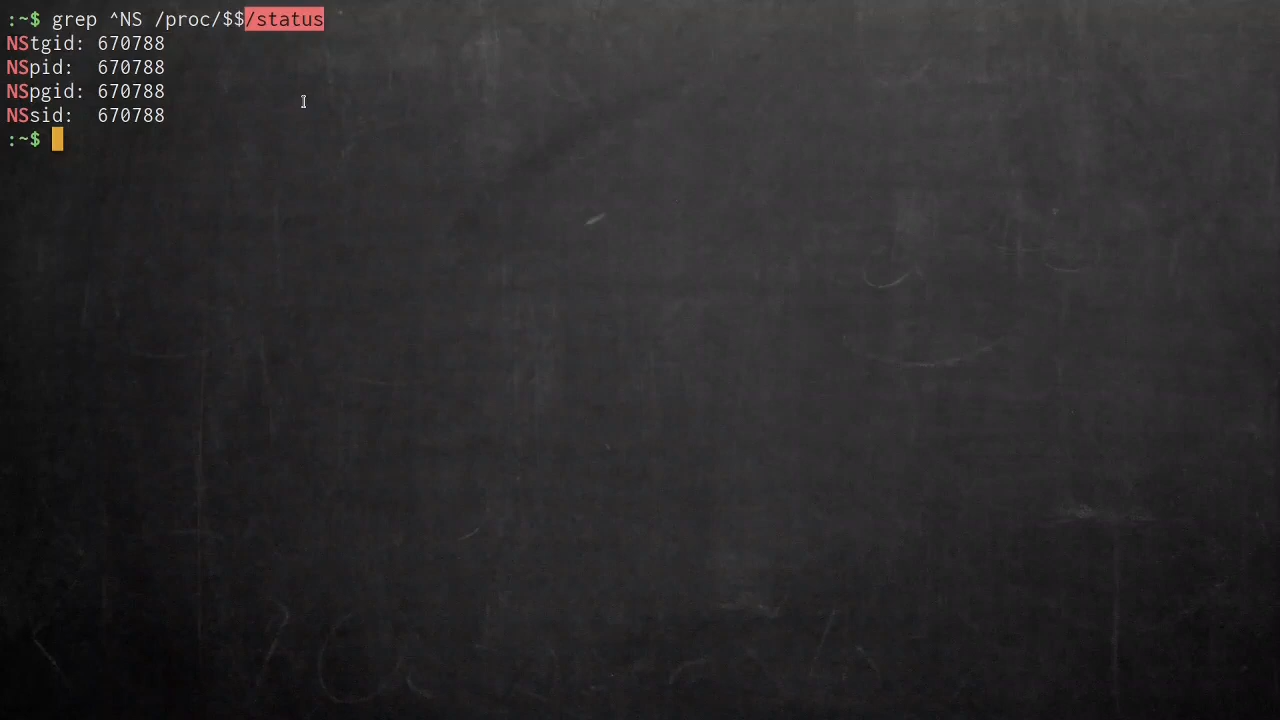 :~$ grep ^NS /proc/$$/status
NStgid: 670788
NSpid:  670788
NSpgid: 670788
NSsid:  670788
:~$